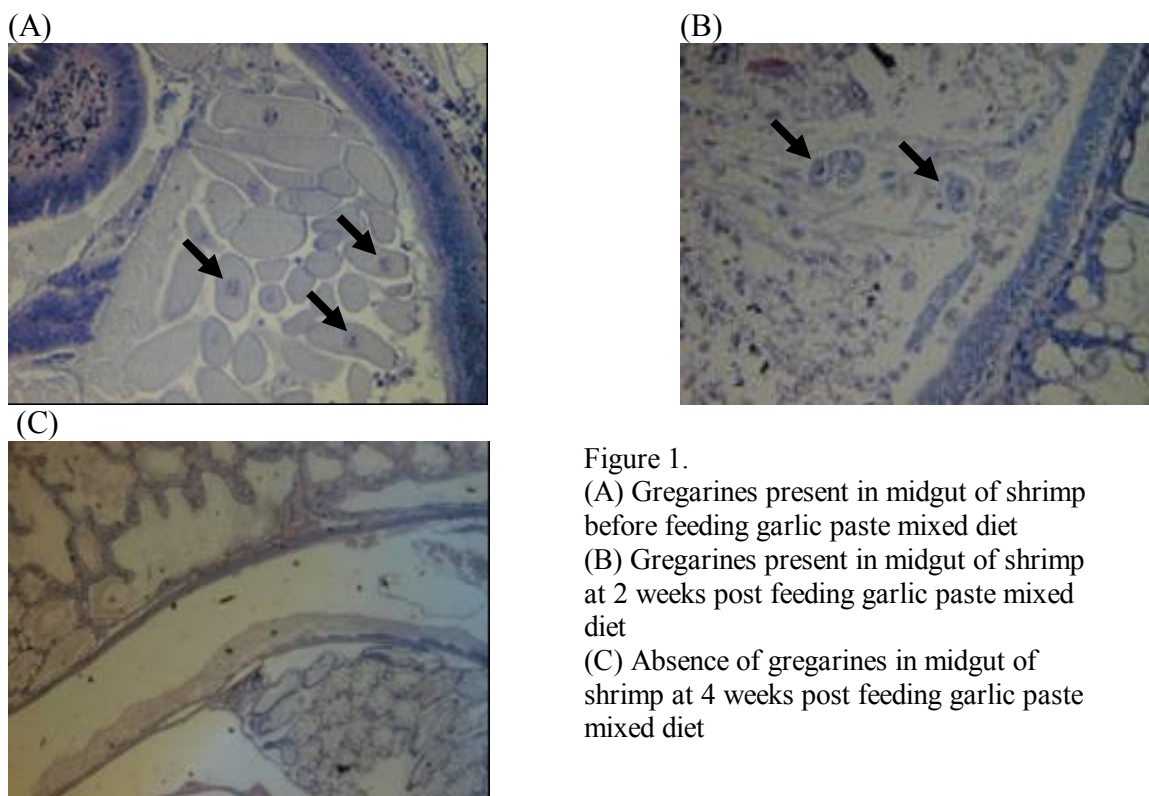 (A)
(B)
(C)
Figure 1.
(A) Gregarines present in midgut of shrimp
before feeding garlic paste mixed diet
(B) Gregarines present in midgut of shrimp
at 2 weeks post feeding garlic paste mixed
diet
(C) Absence of gregarines in midgut of
shrimp at 4 weeks post feeding garlic paste
mixed diet